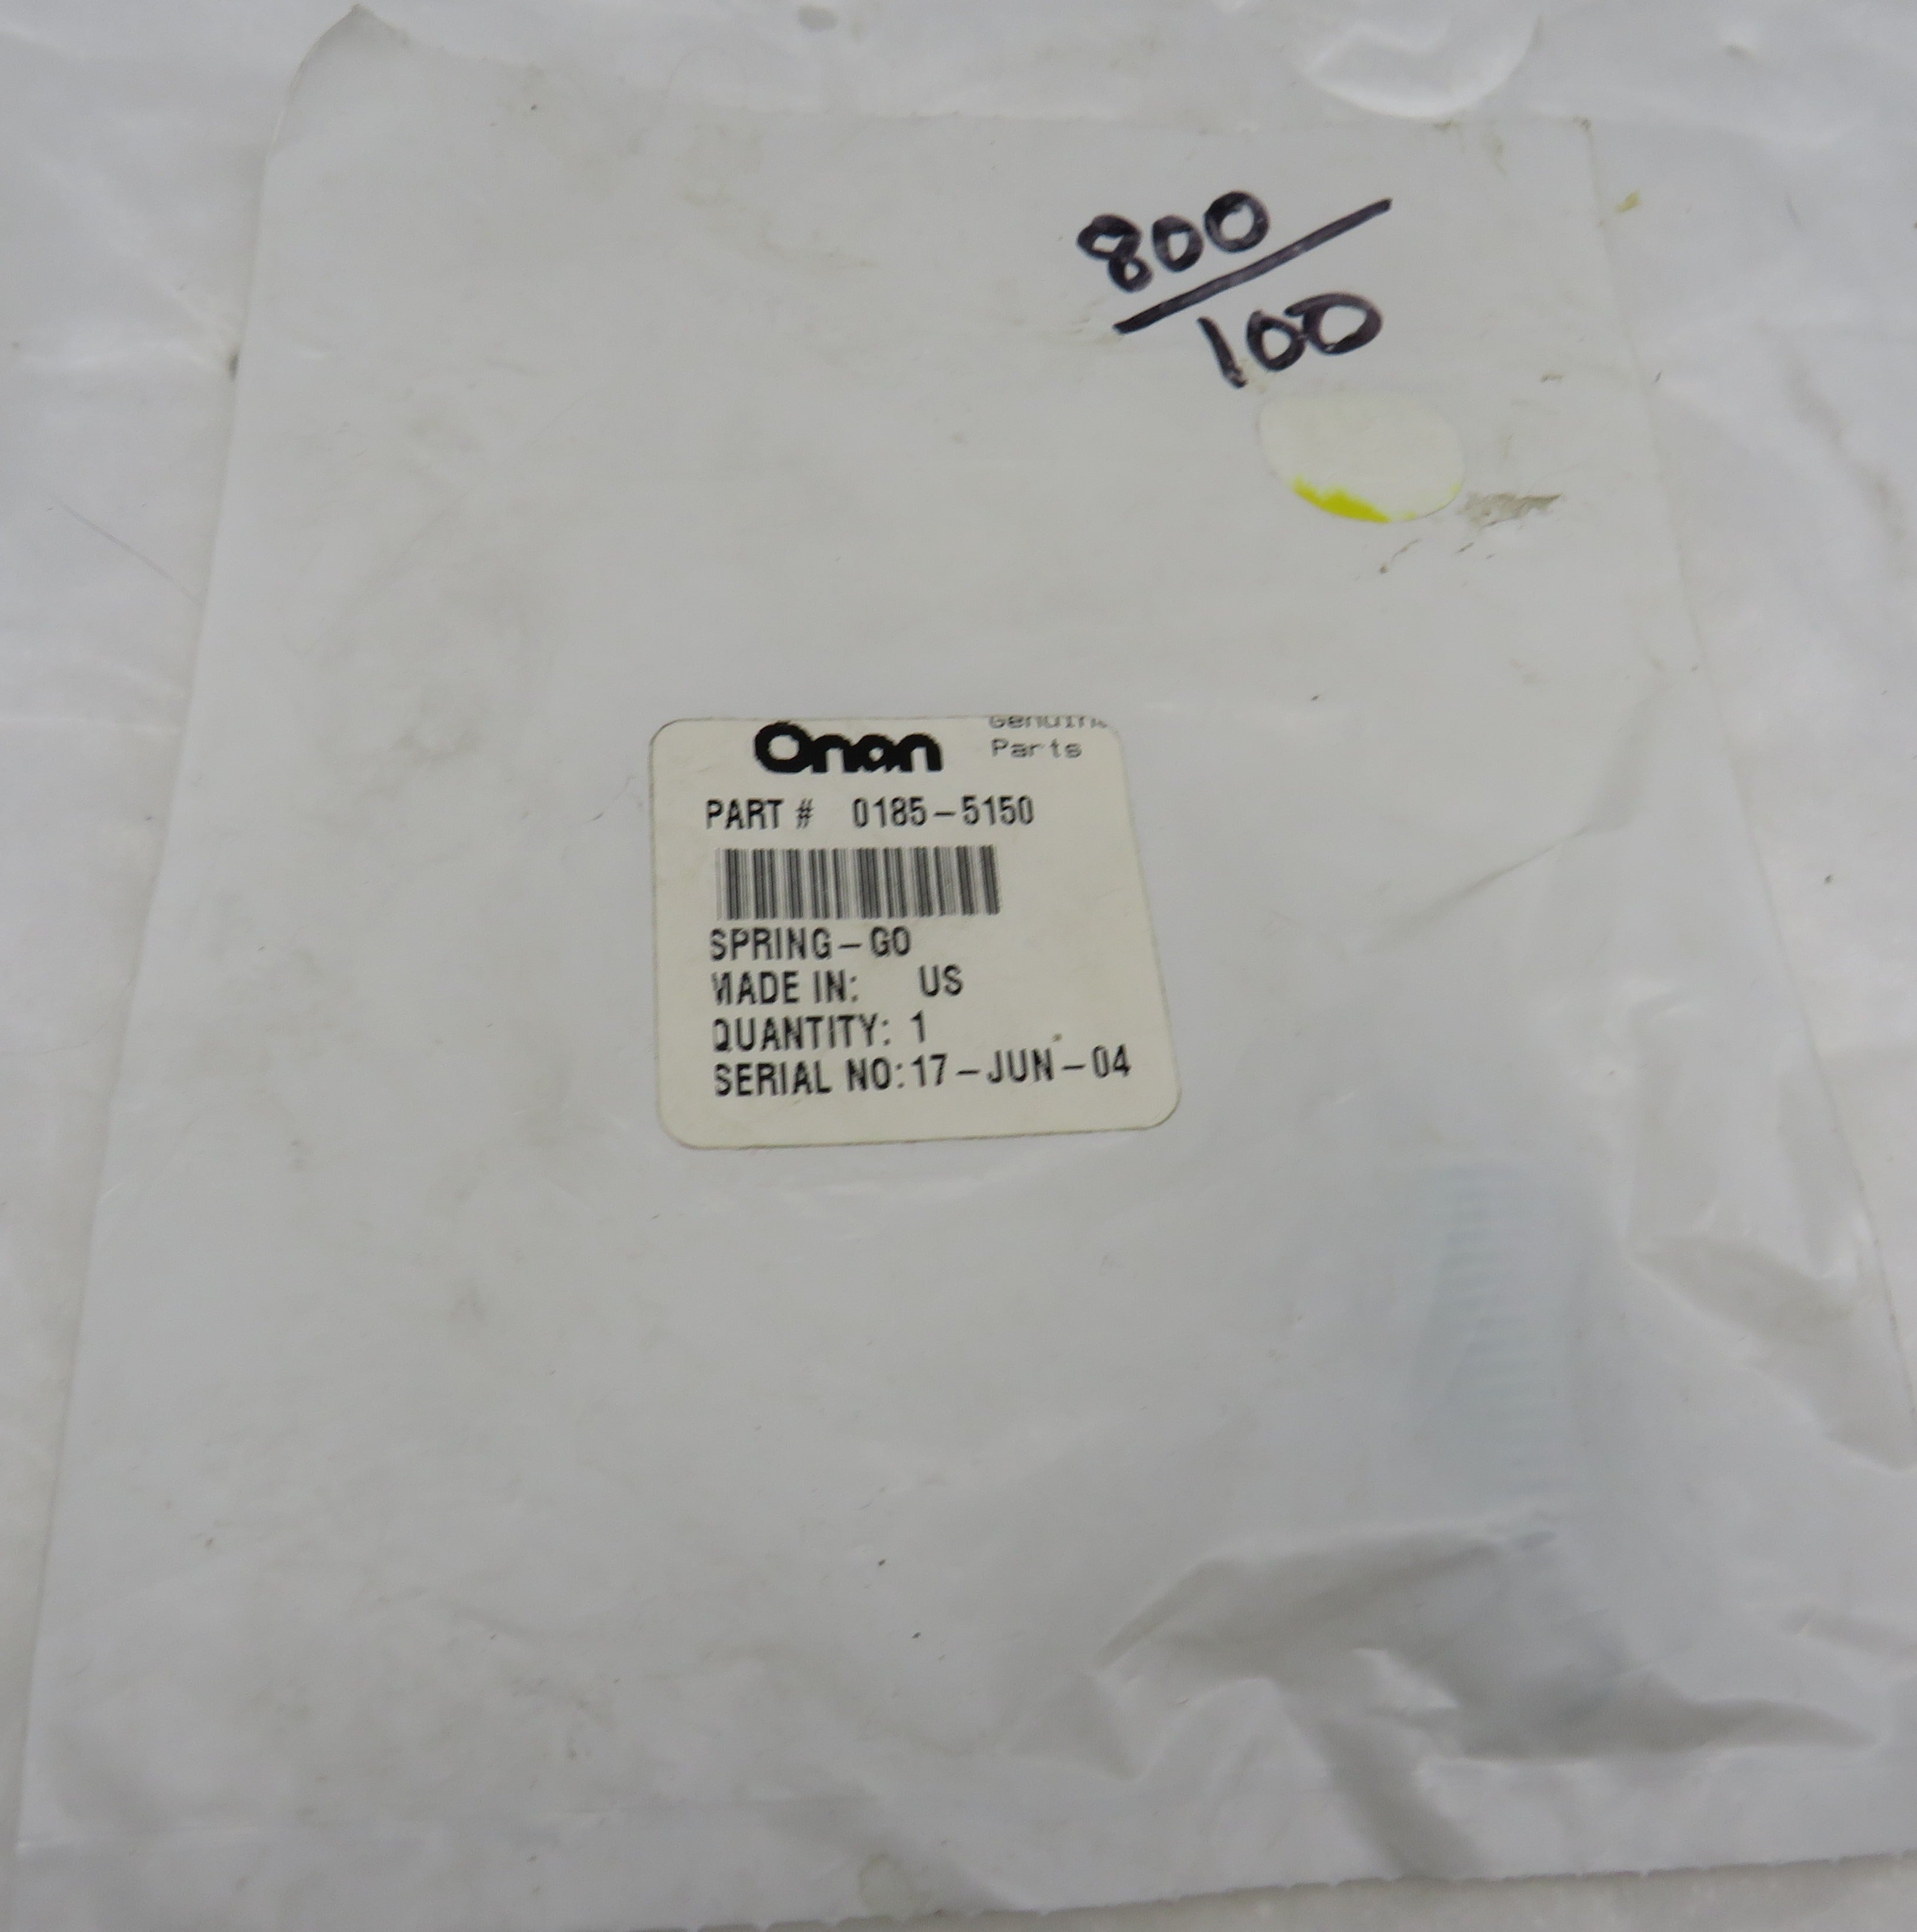 800
100
Onan Genuine
Parts
PART # 0185-5150
SPRING-GO
MADE IN: US
QUANTITY: 1
SERIAL NO: 17-JUN-04